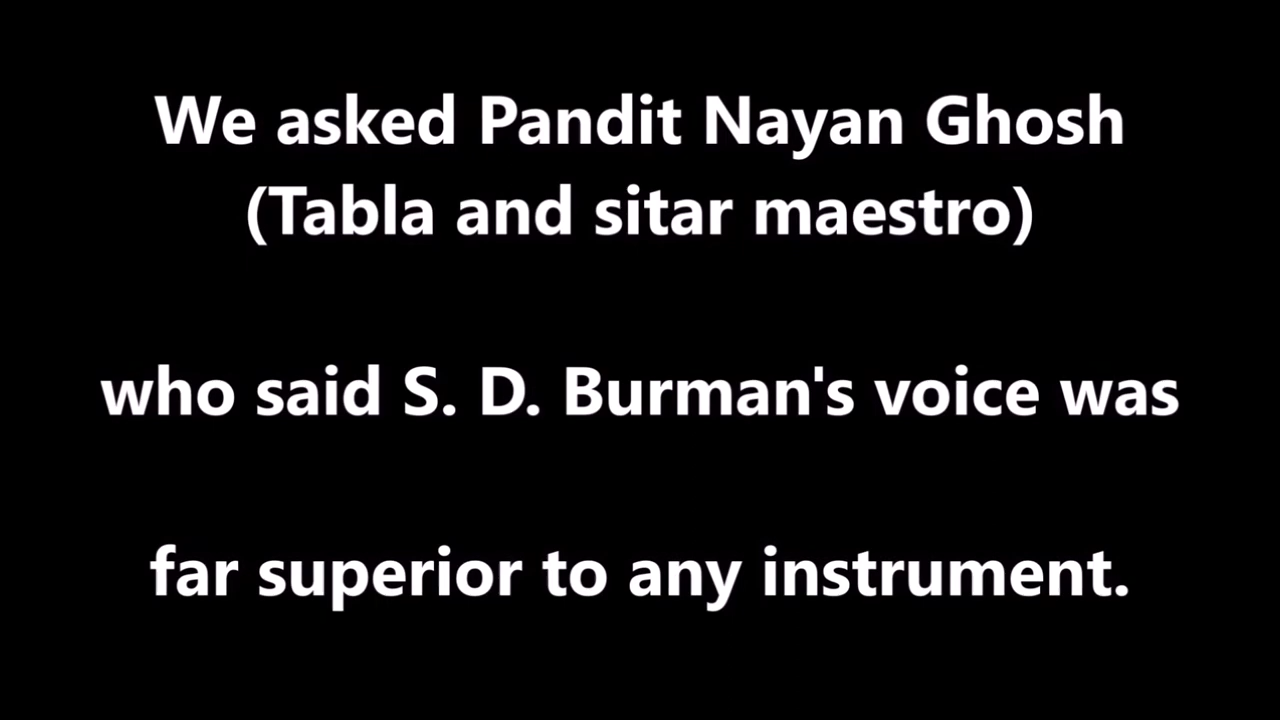 We asked Pandit Nayan Ghosh
(Tabla and sitar maestro)
who said S. D. Burman's voice was
far superior to any instrument.